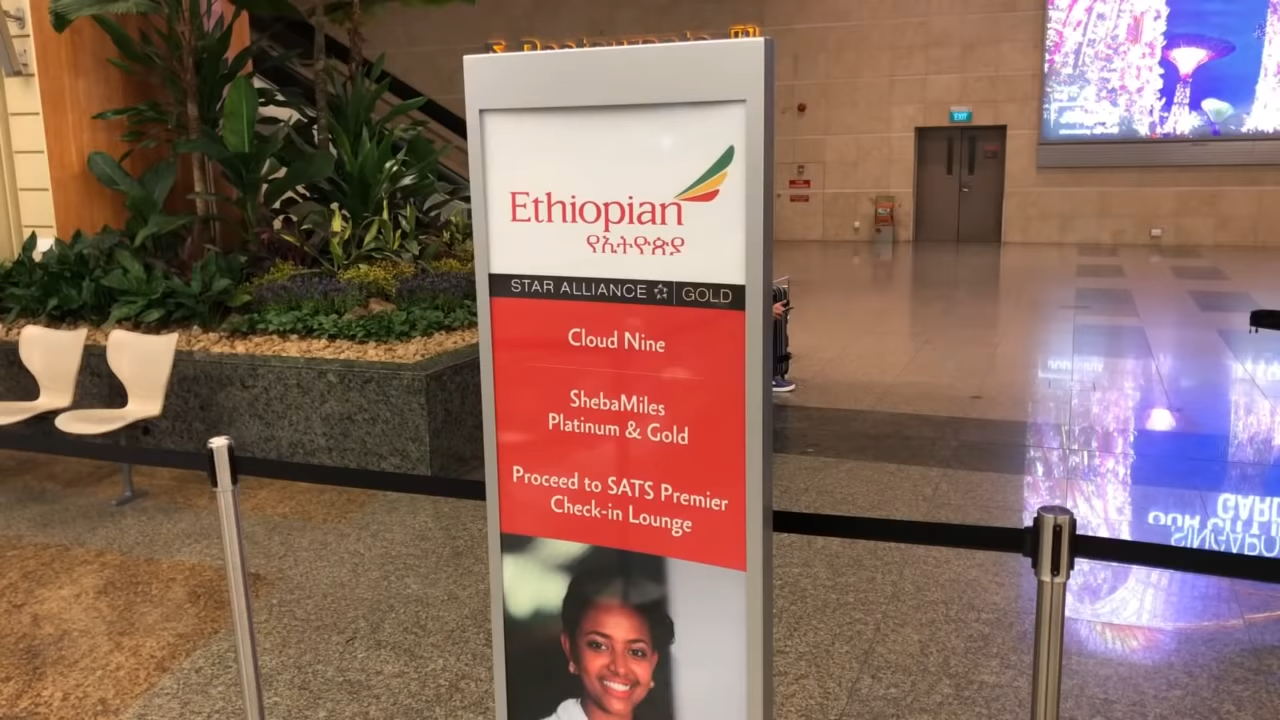 EXIT
Ethiopian
የኢትዮጵያ
STAR ALLIANCE GOLD
Cloud Nine
ShebaMiles
Platinum & Gold
Proceed to SATS Premier
Check-in Lounge